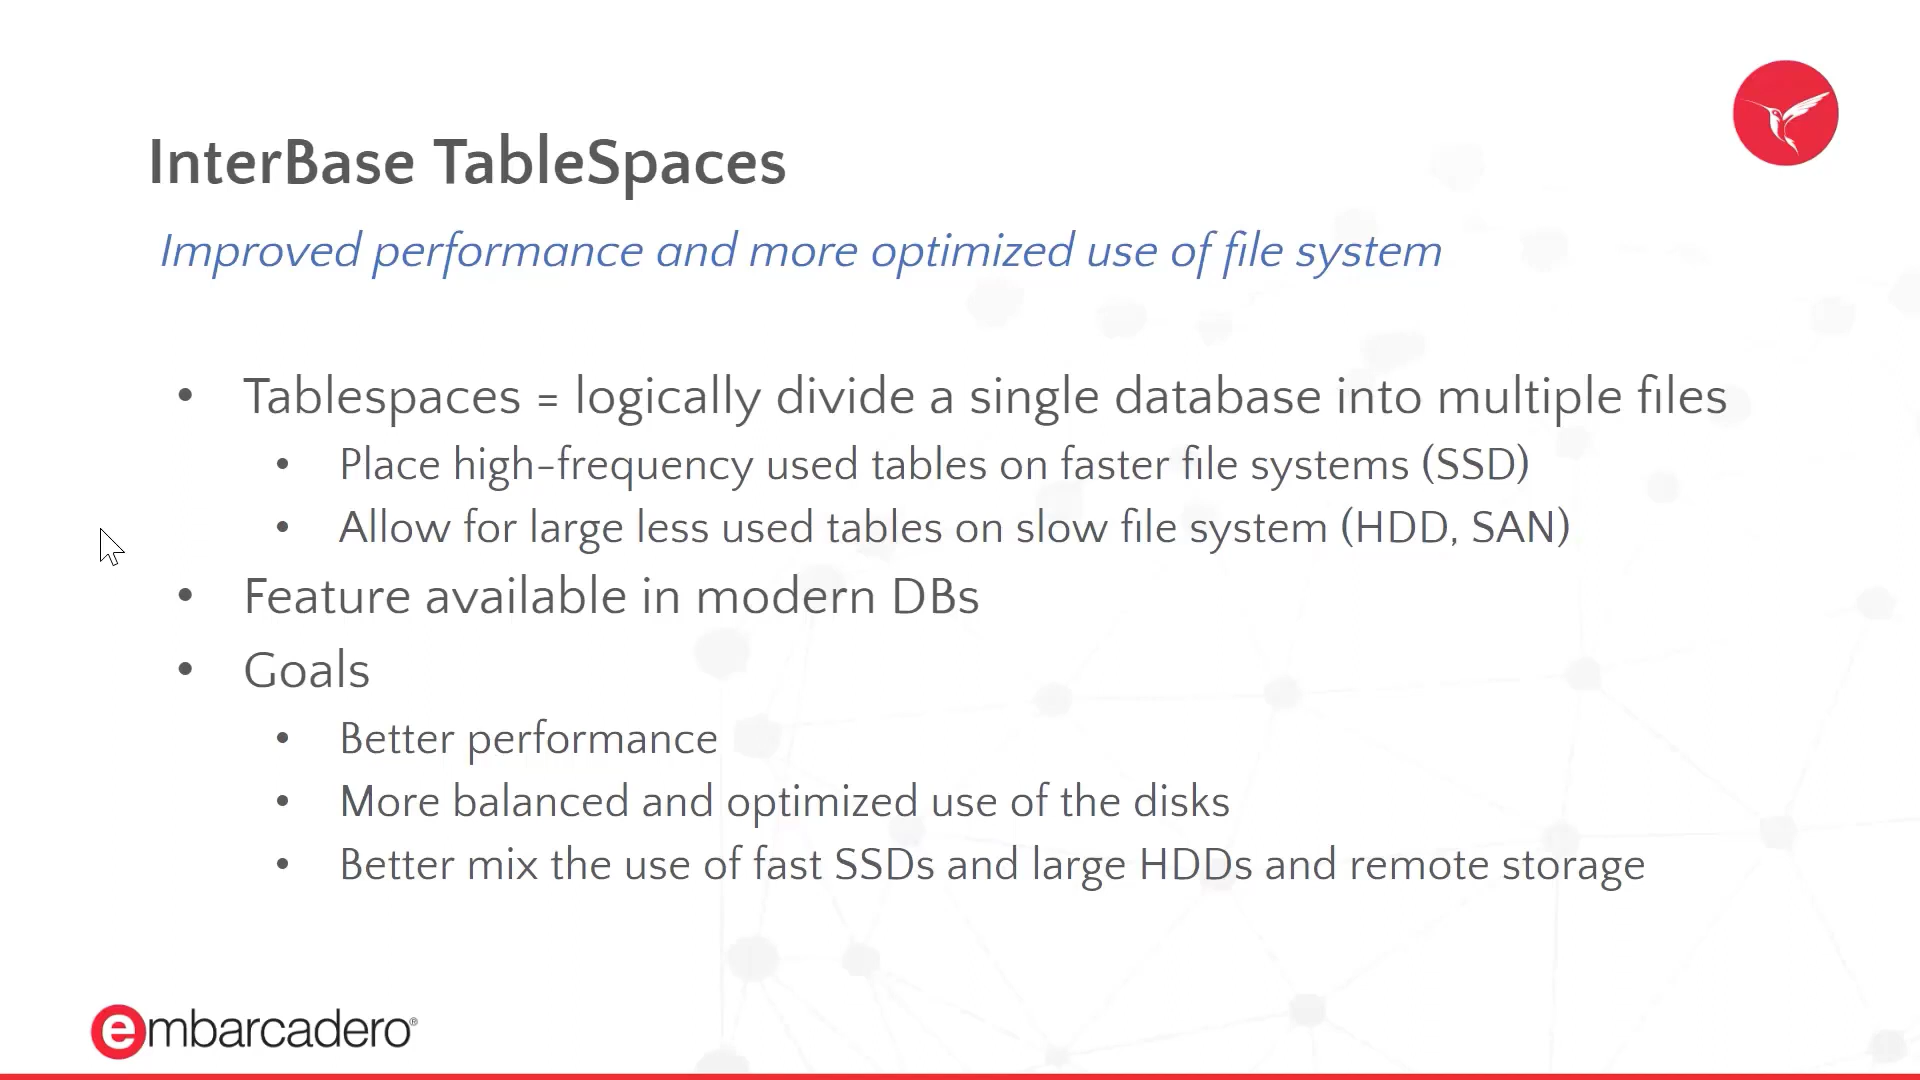 InterBase TableSpaces
Improved performance and more optimized use of file system
• Tablespaces = logically divide a single database into multiple files
• Place high-frequency used tables on faster file systems (SSD)
• Allow for large less used tables on slow file system (HDD, SAN)
• Feature available in modern DBs
• Goals
• Better performance
• More balanced and optimized use of the disks
• Better mix the use of fast SSDs and large HDDs and remote storage
embarcadero®